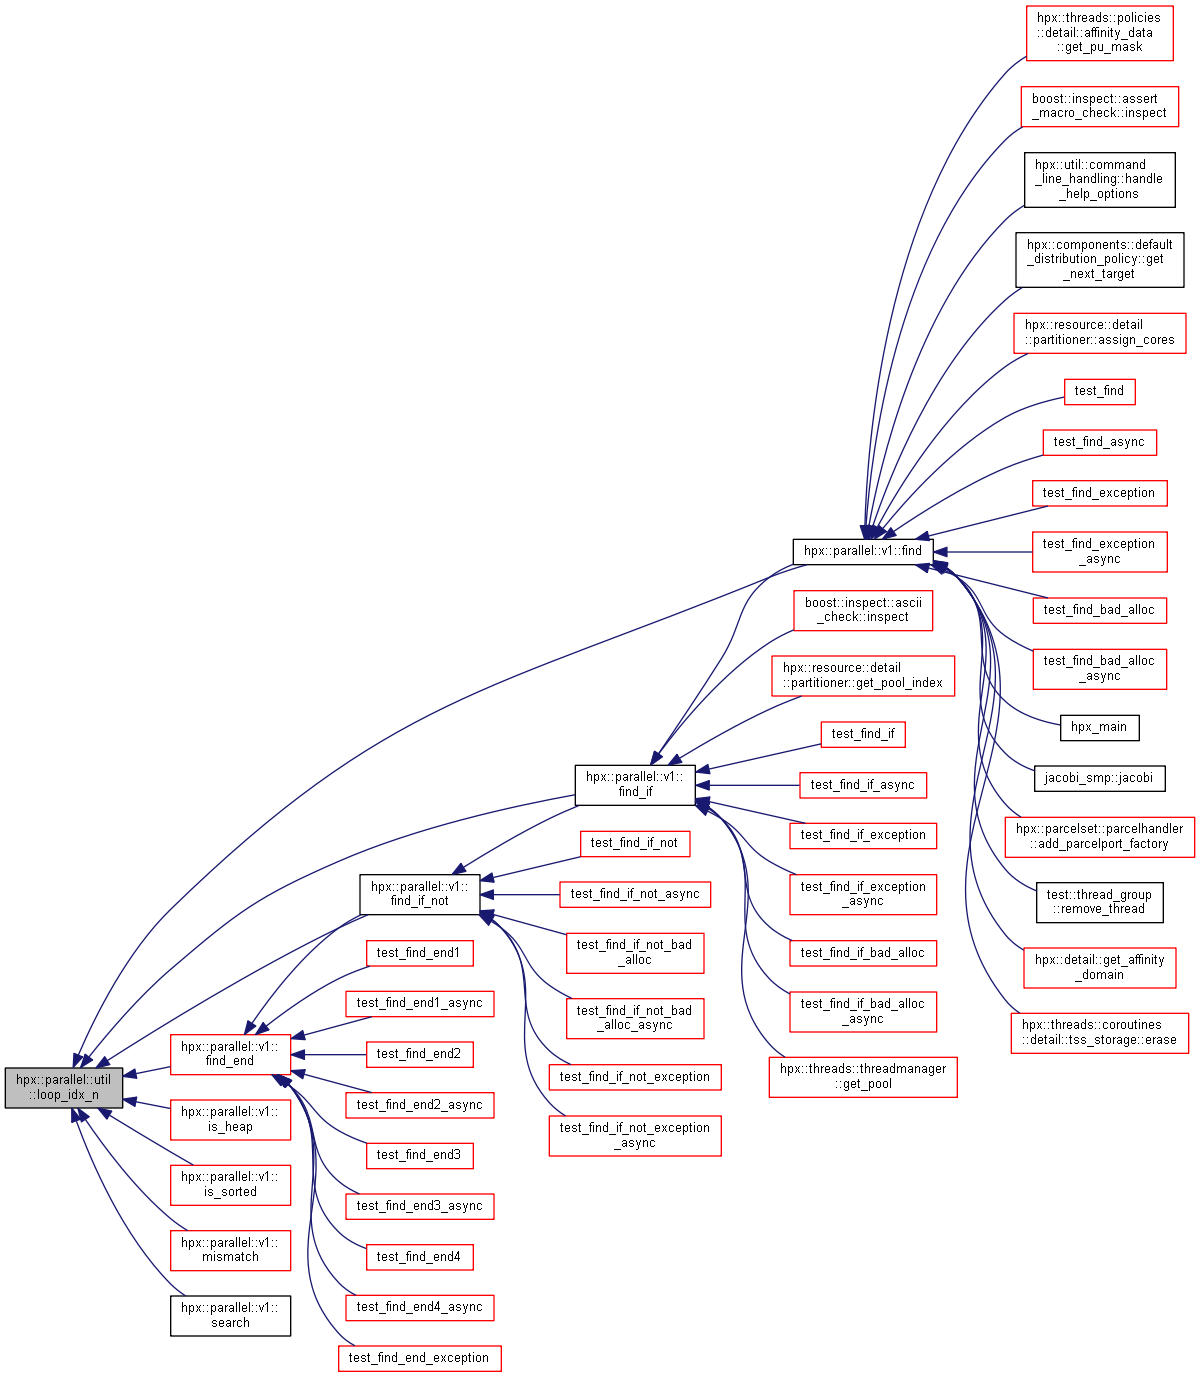 hpx::threads::policies
::detail::affinity_data
::get_pu_mask
boost::inspect::assert
_macro_check::inspect
hpx::util::command
_line_handling::handle
_help_options
hpx::components::default
_distribution_policy::get
_next_target
hpx::resource::detail
::partitioner::assign_cores
test_find
test_find_async
test_find_exception
test_find_exception
_async
hpx::parallel::v1::find
test_find_bad_alloc
test_find_bad_alloc
_async
hpx_main
jacobi_smp::jacobi
hpx::parcelset::parcelhandler
::add_parcelport_factory
test::thread_group
::remove_thread
hpx::detail::get_affinity
_domain
hpx::threads::coroutines
::detail::tss_storage::erase
boost::inspect::ascii
_check::inspect
hpx::resource::detail
::partitioner::get_pool_index
test_find_if
hpx::parallel::v1::
find_if
test_find_if_async
test_find_if_exception
test_find_if_exception
_async
test_find_if_bad_alloc
test_find_if_bad_alloc
_async
hpx::threads::threadmanager
::get_pool
test_find_if_not
hpx::parallel::v1::
find_if_not
test_find_if_not_async
test_find_if_not_bad
_alloc
test_find_if_not_bad
_alloc_async
test_find_if_not_exception
test_find_if_not_exception
_async
test_find_end1
test_find_end1_async
hpx::parallel::v1::
find_end
test_find_end2
test_find_end2_async
test_find_end3
test_find_end3_async
test_find_end4
test_find_end4_async
test_find_end_exception
hpx::parallel::util
::loop_idx_n
hpx::parallel::v1::
is_heap
hpx::parallel::v1::
is_sorted
hpx::parallel::v1::
mismatch
hpx::parallel::v1::
search